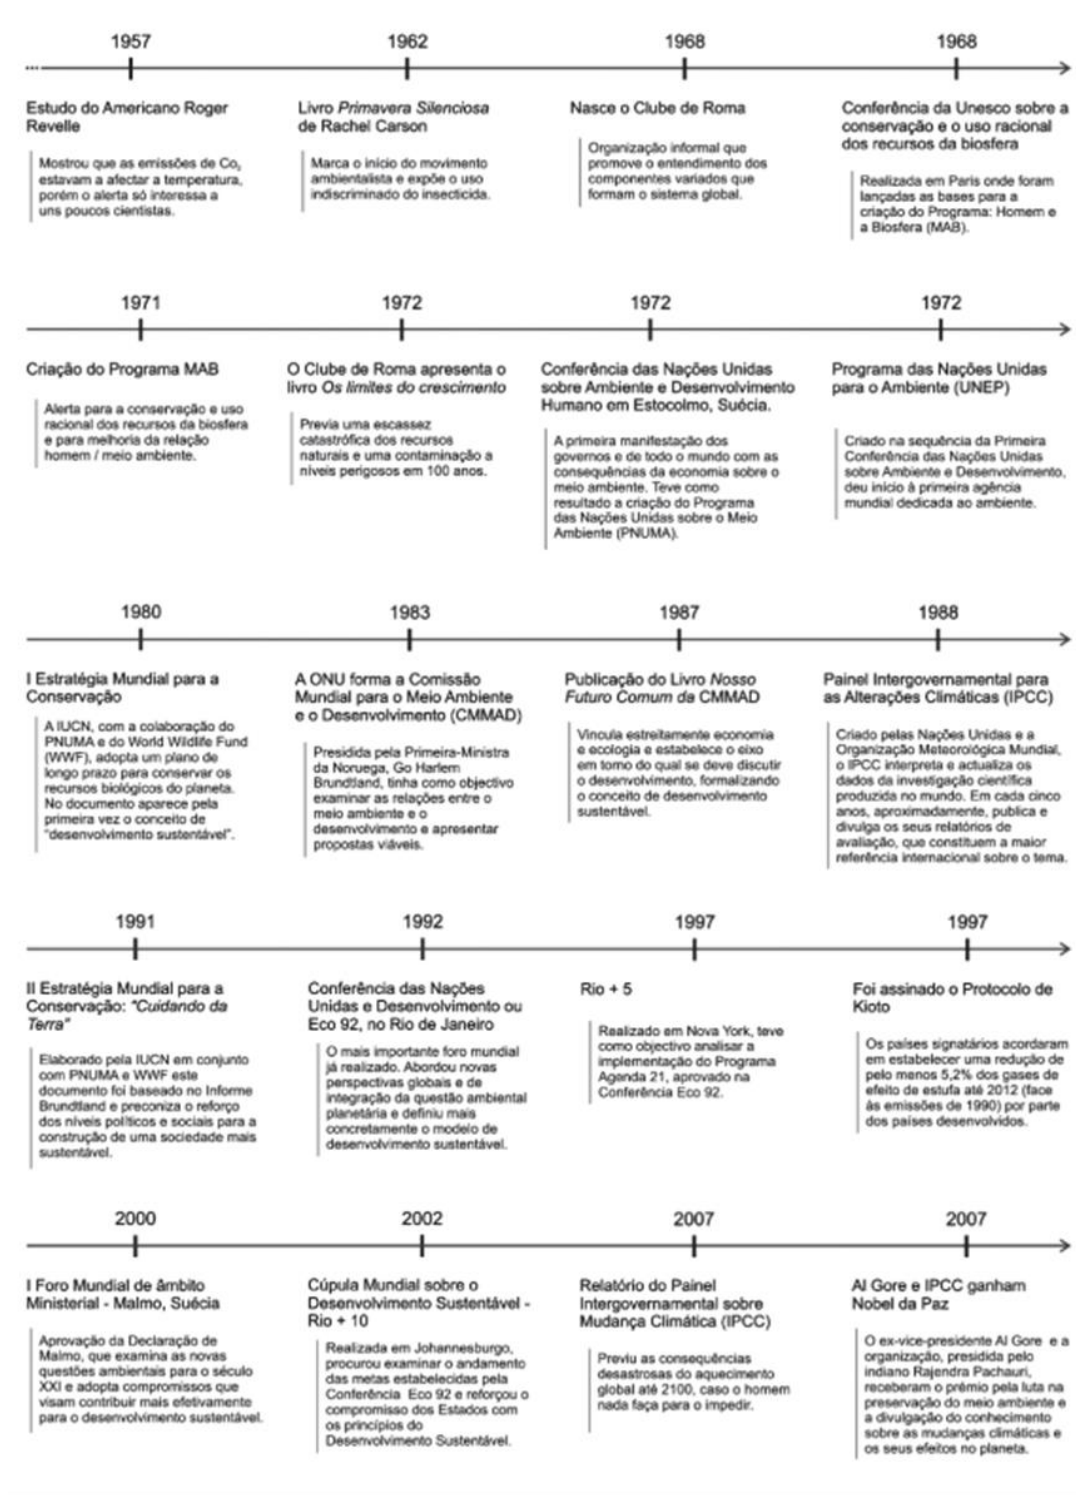 1957
1962
1968
1968
...
Estudo do Americano Roger
Revelle
Mostrou que as emissões de Co₂
estavam a afectar a temperatura,
porém o alerta só interessa a
uns poucos cientistas.
Livro Primavera Silenciosa
de Rachel Carson
Marca o início do movimento
ambientalista e expõe o uso
indiscriminado do insecticida.
Nasce o Clube de Roma
Organização informal que
promove o entendimento dos
componentes variados que
formam o sistema global.
Conferência da Unesco sobre a
conservação e o uso racional
dos recursos da biosfera
Realizada em Paris onde foram
lançadas as bases para a
criação do Programa: Homem e
a Biosfera (MAB).
1971
1972
1972
1972
Criação do Programa MAB
Alerta para a conservação e uso
racional dos recursos da biosfera
e para melhoria da relação
homem / meio ambiente.
O Clube de Roma apresenta o
livro Os limites do crescimento
Previa uma escassez
catastrófica dos recursos
naturais e uma contaminação a
níveis perigosos em 100 anos.
Conferência das Nações Unidas
sobre Ambiente e Desenvolvimento
Humano em Estocolmo, Suécia.
A primeira manifestação dos
governos e de todo o mundo com as
consequências da economia sobre o
meio ambiente. Teve como
resultado a criação do Programa
das Nações Unidas sobre o Meio
Ambiente (PNUMA).
Programa das Nações Unidas
para o Ambiente (UNEP)
Criado na sequência da Primeira
Conferência das Nações Unidas
sobre Ambiente e Desenvolvimento,
deu início à primeira agência
mundial dedicada ao ambiente.
1980
1983
1987
1988
I Estratégia Mundial para a
Conservação
A IUCN, com a colaboração do
PNUMA e do World Wildlife Fund
(WWF), adopta um plano de
longo prazo para conservar os
recursos biológicos do planeta.
No documento aparece pela
primeira vez o conceito de
"desenvolvimento sustentável".
A ONU forma a Comissão
Mundial para o Meio Ambiente
e o Desenvolvimento (CMMAD)
Presidida pela Primeira-Ministra
da Noruega, Go Harlem
Brundtland, tinha como objectivo
examinar as relações entre o
meio ambiente e o
desenvolvimento e apresentar
propostas viáveis.
Publicação do Livro Nosso
Futuro Comum da CMMAD
Vincula estreitamente economia
e ecologia e estabelece o eixo
em torno do qual se deve discutir
o desenvolvimento, formalizando
o conceito de desenvolvimento
sustentável.
Painel Intergovernamental para
as Alterações Climáticas (IPCC)
Criado pelas Nações Unidas e a
Organização Meteorológica Mundial,
o IPCC interpreta e actualiza os
dados da investigação científica
produzida no mundo. Em cada cinco
anos, aproximadamente, publica e
divulga os seus relatórios de
avaliação, que constituem a maior
referência internacional sobre o tema.
1991
1992
1997
1997
II Estratégia Mundial para a
Conservação: "Cuidando da
Terra"
Elaborado pela IUCN em conjunto
com PNUMA e WWF este
documento foi baseado no Informe
Brundtland e preconiza o reforço
dos níveis políticos e sociais para a
construção de uma sociedade mais
sustentável.
Conferência das Nações
Unidas e Desenvolvimento ou
Eco 92, no Rio de Janeiro
O mais importante foro mundial
já realizado. Abordou novas
perspectivas globais e de
integração da questão ambiental
planetária e definiu mais
concretamente o modelo de
desenvolvimento sustentável.
Rio + 5
Realizado em Nova York, teve
como objectivo analisar a
implementação do Programa
Agenda 21, aprovado na
Conferência Eco 92.
Foi assinado o Protocolo de
Kioto
Os países signatários acordaram
em estabelecer uma redução de
pelo menos 5,2% dos gases de
efeito de estufa até 2012 (face
às emissões de 1990) por parte
dos países desenvolvidos.
2000
2002
2007
2007
I Foro Mundial de âmbito
Ministerial - Malmo, Suécia
Aprovação da Declaração de
Malmo, que examina as novas
questões ambientais para o século
XXI e adopta compromissos que
visam contribuir mais efetivamente
para o desenvolvimento sustentável.
Cúpula Mundial sobre o
Desenvolvimento Sustentável -
Rio + 10
Realizada em Johannesburgo,
procurou examinar o andamento
das metas estabelecidas pela
Conferência Eco 92 e reforçou o
compromisso dos Estados com
os princípios do
Desenvolvimento Sustentável.
Relatório do Painel
Intergovernamental sobre
Mudança Climática (IPCC)
Previu as consequências
desastrosas do aquecimento
global até 2100, caso o homem
nada faça para o impedir.
Al Gore e IPCC ganham
Nobel da Paz
O ex-vice-presidente Al Gore e a
organização, presidida pelo
indiano Rajendra Pachauri,
receberam o prémio pela luta na
preservação do meio ambiente e
a divulgação do conhecimento
sobre as mudanças climáticas e
os seus efeitos no planeta.